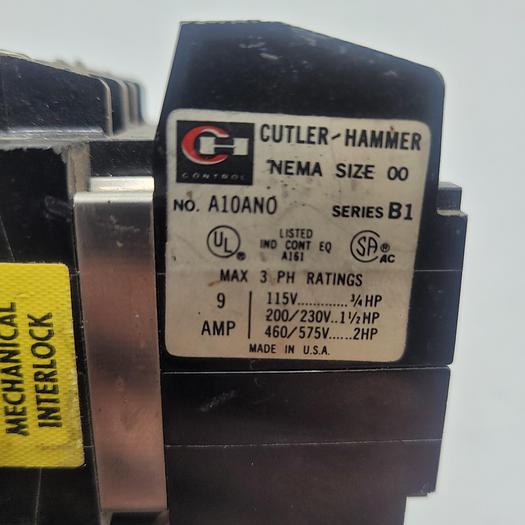 CH
CONTROL
CUTLER-HAMMER
NEMA SIZE 00
NO. A10AN0 SERIES B1
UL ®
LISTED
IND CONT EQ
A161
SA ®
AC
MAX 3 PH RATINGS
9
AMP
115V............¾HP
200/230V..1½HP
460/575V.....2HP
MADE IN U.S.A.
MECHANICAL
INTERLOCK